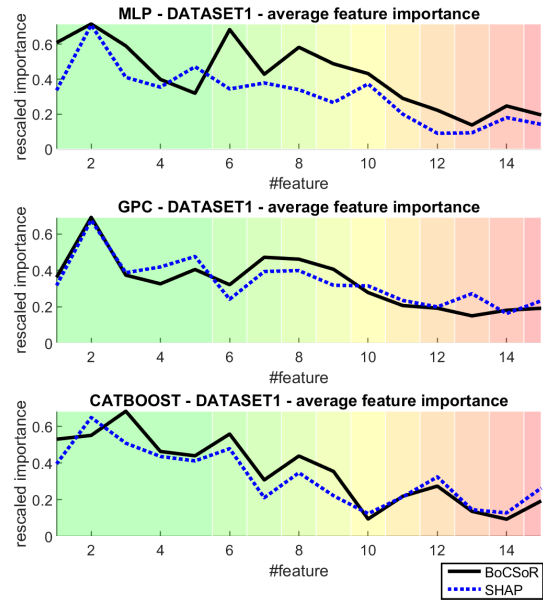 MLP - DATASET1 - average feature importance
rescaled importance
0.6
0.4
0.2
0
2 4 6 8 10 12 14
#feature
GPC - DATASET1 - average feature importance
rescaled importance
0.6
0.4
0.2
0
2 4 6 8 10 12 14
#feature
CATBOOST - DATASET1 - average feature importance
rescaled importance
0.6
0.4
0.2
0
2 4 6 8 10 12 14
#feature
BoCSoR
SHAP